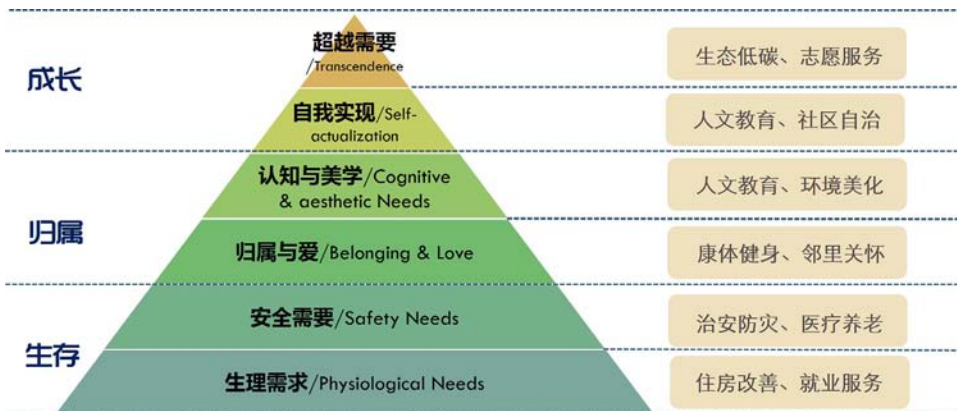 成长
超越需要
/Transcendence
生态低碳、志愿服务
自我实现/Self-
actualization
人文教育、社区自治
归属
认知与美学/Cognitive
& aesthetic Needs
人文教育、环境美化
归属与爱/Belonging & Love
康体健身、邻里关怀
生存
安全需要/Safety Needs
治安防灾、医疗养老
生理需求/Physiological Needs
住房改善、就业服务